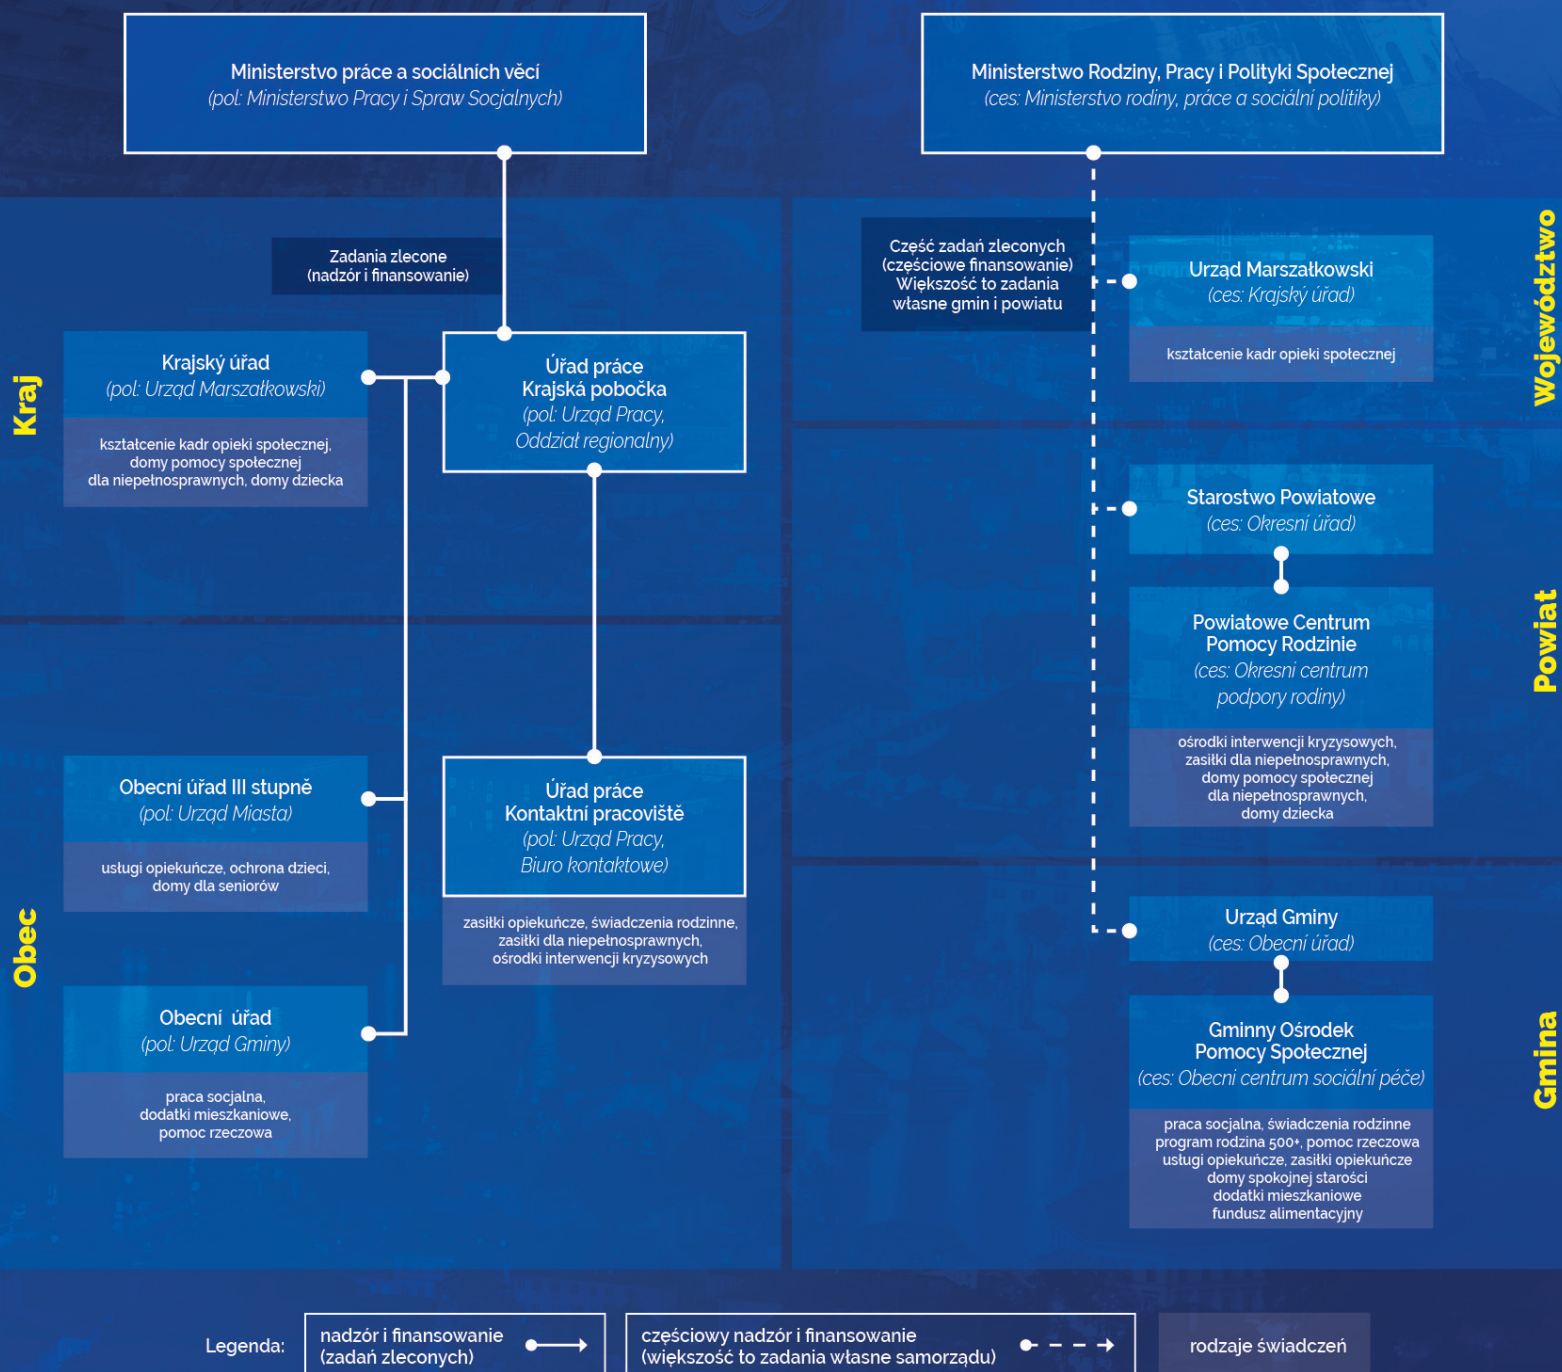 Ministerstvo práce a sociálních věcí
(pol: Ministerstwo Pracy i Spraw Socjalnych)
Ministerstwo Rodziny, Pracy i Polityki Społecznej
(ces: Ministerstvo rodiny, práce a sociální politiky)
Kraj
Zadania zlecone
(nadzór i finansowanie)
Krajský úřad
(pol: Urząd Marszałkowski)
kształcenie kadr opieki społecznej,
domy pomocy społecznej
dla niepełnosprawnych, domy dziecka
Úřad práce
Krajská pobočka
(pol: Urząd Pracy,
Oddział regionalny)
Obec
Obecní úřad III stupně
(pol: Urząd Miasta)
usługi opiekuńcze, ochrona dzieci,
domy dla seniorów
Úřad práce
Kontaktní pracoviště
(pol: Urząd Pracy,
Biuro kontaktowe)
zasiłki opiekuńcze, świadczenia rodzinne,
zasiłki dla niepełnosprawnych,
ośrodki interwencji kryzysowych
Obecní úřad
(pol: Urząd Gminy)
praca socjalna,
dodatki mieszkaniowe,
pomoc rzeczowa
Województwo
Część zadań zleconych
(częściowe finansowanie)
Większość to zadania
własne gmin i powiatu
Urząd Marszałkowski
(ces: Krajský úřad)
kształcenie kadr opieki społecznej
Powiat
Starostwo Powiatowe
(ces: Okresní úřad)
Powiatowe Centrum
Pomocy Rodzinie
(ces: Okresni centrum
podpory rodiny)
ośrodki interwencji kryzysowych,
zasiłki dla niepełnosprawnych,
domy pomocy społecznej
dla niepełnosprawnych,
domy dziecka
Gmina
Urząd Gminy
(ces: Obecní úřad)
Gminny Ośrodek
Pomocy Społecznej
(ces: Obecni centrum sociální péče)
praca socjalna, świadczenia rodzinne
program rodzina 500+, pomoc rzeczowa
usługi opiekuńcze, zasiłki opiekuńcze
domy spokojnej starości
dodatki mieszkaniowe
fundusz alimentacyjny
Legenda:
nadzór i finansowanie
(zadań zleconych)
częściowy nadzór i finansowanie
(większość to zadania własne samorządu)
rodzaje świadczeń